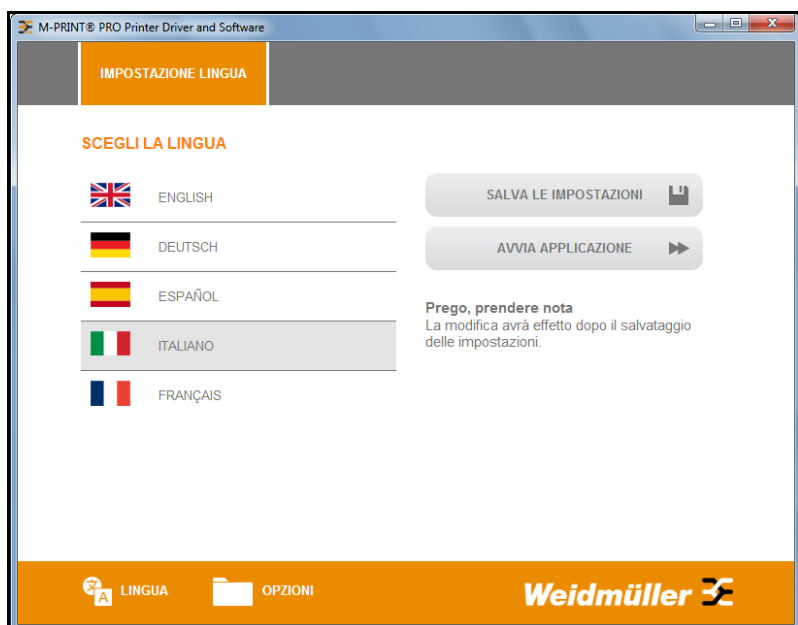 M-PRINT® PRO Printer Driver and Software
IMPOSTAZIONE LINGUA
SCEGLI LA LINGUA
ENGLISH
DEUTSCH
ESPAÑOL
ITALIANO
FRANÇAIS
SALVA LE IMPOSTAZIONI
AVVIA APPLICAZIONE
Prego, prendere nota
La modifica avrà effetto dopo il salvataggio
delle impostazioni.
LINGUA
OPZIONI
Weidmüller